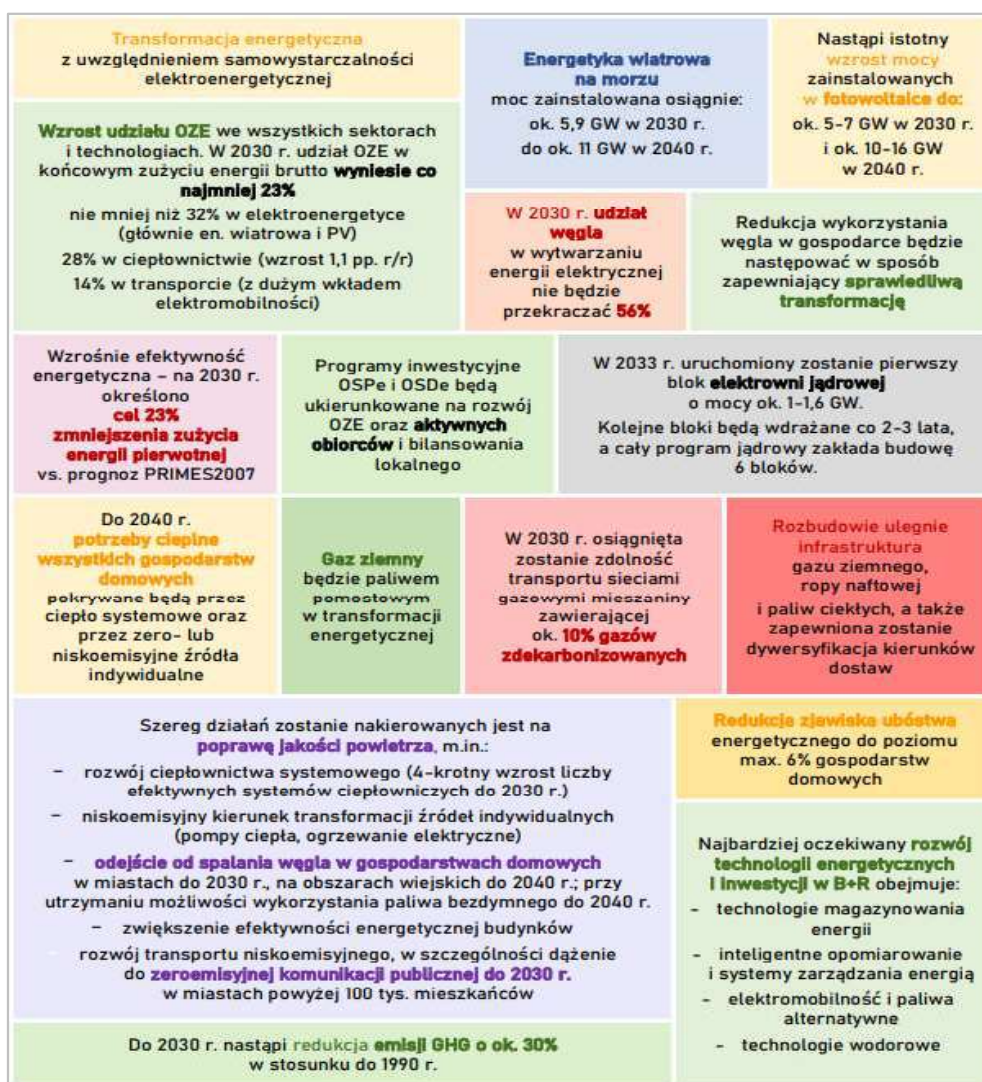 Transformacja energetyczna
z uwzględnieniem samowystarczalności
elektroenergetycznej
Energetyka wiatrowa
na morzu
moc zainstalowana osiągnie:
ok. 5,9 GW w 2030 r.
do ok. 11 GW w 2040 r.
Nastąpi istotny
wzrost mocy
zainstalowanych
w fotowoltaice do:
ok. 5-7 GW w 2030 r.
i ok. 10-16 GW
w 2040 r.
Wzrost udziału OZE we wszystkich sektorach
i technologiach. W 2030 r. udział OZE w
końcowym zużyciu energii brutto wyniesie co
najmniej 23%
nie mniej niż 32% w elektroenergetyce
(głównie en. wiatrowa i PV)
28% w ciepłownictwie (wzrost 1,1 pp. r/r)
14% w transporcie (z dużym wkładem
elektromobilności)
W 2030 r. udział
węgla
w wytwarzaniu
energii elektrycznej
nie będzie
przekraczać 56%
Redukcja wykorzystania
węgla w gospodarce będzie
następować w sposób
zapewniający sprawiedliwą
transformację
Wzrośnie efektywność
energetyczna – na 2030 r.
określono
cel 23%
zmniejszenia zużycia
energii pierwotnej
vs. prognoz PRIMES2007
Programy inwestycyjne
OSPe i OSDe będą
ukierunkowane na rozwój
OZE oraz aktywnych
obiorców i bilansowania
lokalnego
W 2033 r. uruchomiony zostanie pierwszy
blok elektrowni jądrowej
o mocy ok. 1-1,6 GW.
Kolejne bloki będą wdrażane co 2-3 lata,
a cały program jądrowy zakłada budowę
6 bloków.
Do 2040 r.
potrzeby cieplne
wszystkich gospodarstw
domowych
pokrywane będą przez
ciepło systemowe oraz
przez zero- lub
niskoemisyjne źródła
indywidualne
Gaz ziemny
będzie paliwem
pomostowym
w transformacji
energetycznej
W 2030 r. osiągnięta
zostanie zdolność
transportu sieciami
gazowymi mieszaniny
zawierającej
ok. 10% gazów
zdekarbonizowanych
Rozbudowie ulegnie
infrastruktura
gazu ziemnego,
ropy naftowej
i paliw ciekłych, a także
zapewniona zostanie
dywersyfikacja kierunków
dostaw
Szereg działań zostanie nakierowanych jest na
poprawę jakości powietrza, m.in.:
– rozwój ciepłownictwa systemowego (4-krotny wzrost liczby
efektywnych systemów ciepłowniczych do 2030 r.)
– niskoemisyjny kierunek transformacji źródeł indywidualnych
(pompy ciepła, ogrzewanie elektryczne)
– odejście od spalania węgla w gospodarstwach domowych
w miastach do 2030 r., na obszarach wiejskich do 2040 r.; przy
utrzymaniu możliwości wykorzystania paliwa bezdymnego do 2040 r.
– zwiększenie efektywności energetycznej budynków
rozwój transportu niskoemisyjnego, w szczególności dążenie
do zeroemisyjnej komunikacji publicznej do 2030 r.
w miastach powyżej 100 tys. mieszkańców
Redukcja zjawiska ubóstwa
energetycznego do poziomu
max. 6% gospodarstw
domowych
Najbardziej oczekiwany rozwój
technologii energetycznych
i inwestycji w B+R obejmuje:
- technologie magazynowania
energii
- inteligentne opomiarowanie
i systemy zarządzania energią
- elektromobilność i paliwa
alternatywne
- technologie wodorowe
Do 2030 r. nastąpi redukcja emisji GHG o ok. 30%
w stosunku do 1990 r.